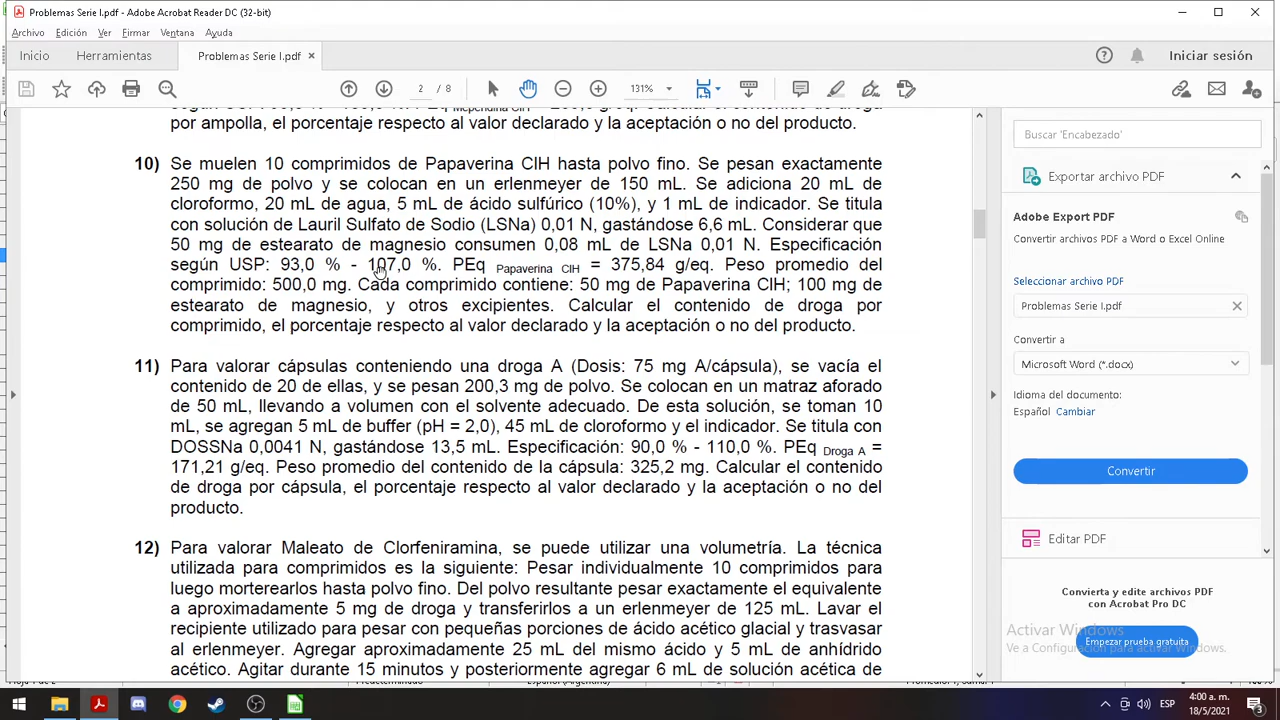 Problemas Serie I.pdf - Adobe Acrobat Reader DC (32-bit)
Archivo Edición Ver Firmar Ventana Ayuda
Inicio Herramientas Problemas Serie I.pdf × Iniciar sesión
2 / 8 131%
por ampolla, el porcentaje respecto al valor declarado y la aceptación o no del producto.
10) Se muelen 10 comprimidos de Papaverina ClH hasta polvo fino. Se pesan exactamente
250 mg de polvo y se colocan en un erlenmeyer de 150 mL. Se adiciona 20 mL de
cloroformo, 20 mL de agua, 5 mL de ácido sulfúrico (10%), y 1 mL de indicador. Se titula
con solución de Lauril Sulfato de Sodio (LSNa) 0,01 N, gastándose 6,6 mL. Considerar que
50 mg de estearato de magnesio consumen 0,08 mL de LSNa 0,01 N. Especificación
según USP: 93,0 % - 107,0 %. PEq Papaverina ClH = 375,84 g/eq. Peso promedio del
comprimido: 500,0 mg. Cada comprimido contiene: 50 mg de Papaverina ClH; 100 mg de
estearato de magnesio, y otros excipientes. Calcular el contenido de droga por
comprimido, el porcentaje respecto al valor declarado y la aceptación o no del producto.
11) Para valorar cápsulas conteniendo una droga A (Dosis: 75 mg A/cápsula), se vacía el
contenido de 20 de ellas, y se pesan 200,3 mg de polvo. Se colocan en un matraz aforado
de 50 mL, llevando a volumen con el solvente adecuado. De esta solución, se toman 10
mL, se agregan 5 mL de buffer (pH = 2,0), 45 mL de cloroformo y el indicador. Se titula con
DOSSNa 0,0041 N, gastándose 13,5 mL. Especificación: 90,0 % - 110,0 %. PEq Droga A =
171,21 g/eq. Peso promedio del contenido de la cápsula: 325,2 mg. Calcular el contenido
de droga por cápsula, el porcentaje respecto al valor declarado y la aceptación o no del
producto.
12) Para valorar Maleate de Clorfeniramina, se puede utilizar una volumetría. La técnica
utilizada para comprimidos es la siguiente: Pesar individualmente 10 comprimidos para
luego morterearlos hasta polvo fino. Del polvo resultante pesar exactamente el equivalente
a aproximadamente 5 mg de droga y transferirlos a un erlenmeyer de 125 mL. Lavar el
recipiente utilizado para pesar con pequeñas porciones de ácido acético glacial y trasvasar
al erlenmeyer. Agregar aproximadamente 25 mL del mismo ácido y 5 mL de anhídrido
acético. Agitar durante 15 minutos y posteriormente agregar 6 mL de solución acética de
Buscar 'Encabezado'
Exportar archivo PDF
Adobe Export PDF
Convertir archivos PDF a Word o Excel Online
Seleccionar archivo PDF
Problemas Serie I.pdf
Convertir a
Microsoft Word (*.docx)
Idioma del documento:
Español Cambiar
Convertir
Editar PDF
Convierta y edite archivos PDF
con Acrobat Pro DC
Activar Windows
Empezar prueba gratuita
Ve a Configuración para activar Windows.
ESP
4:00 a. m.
18/5/2021